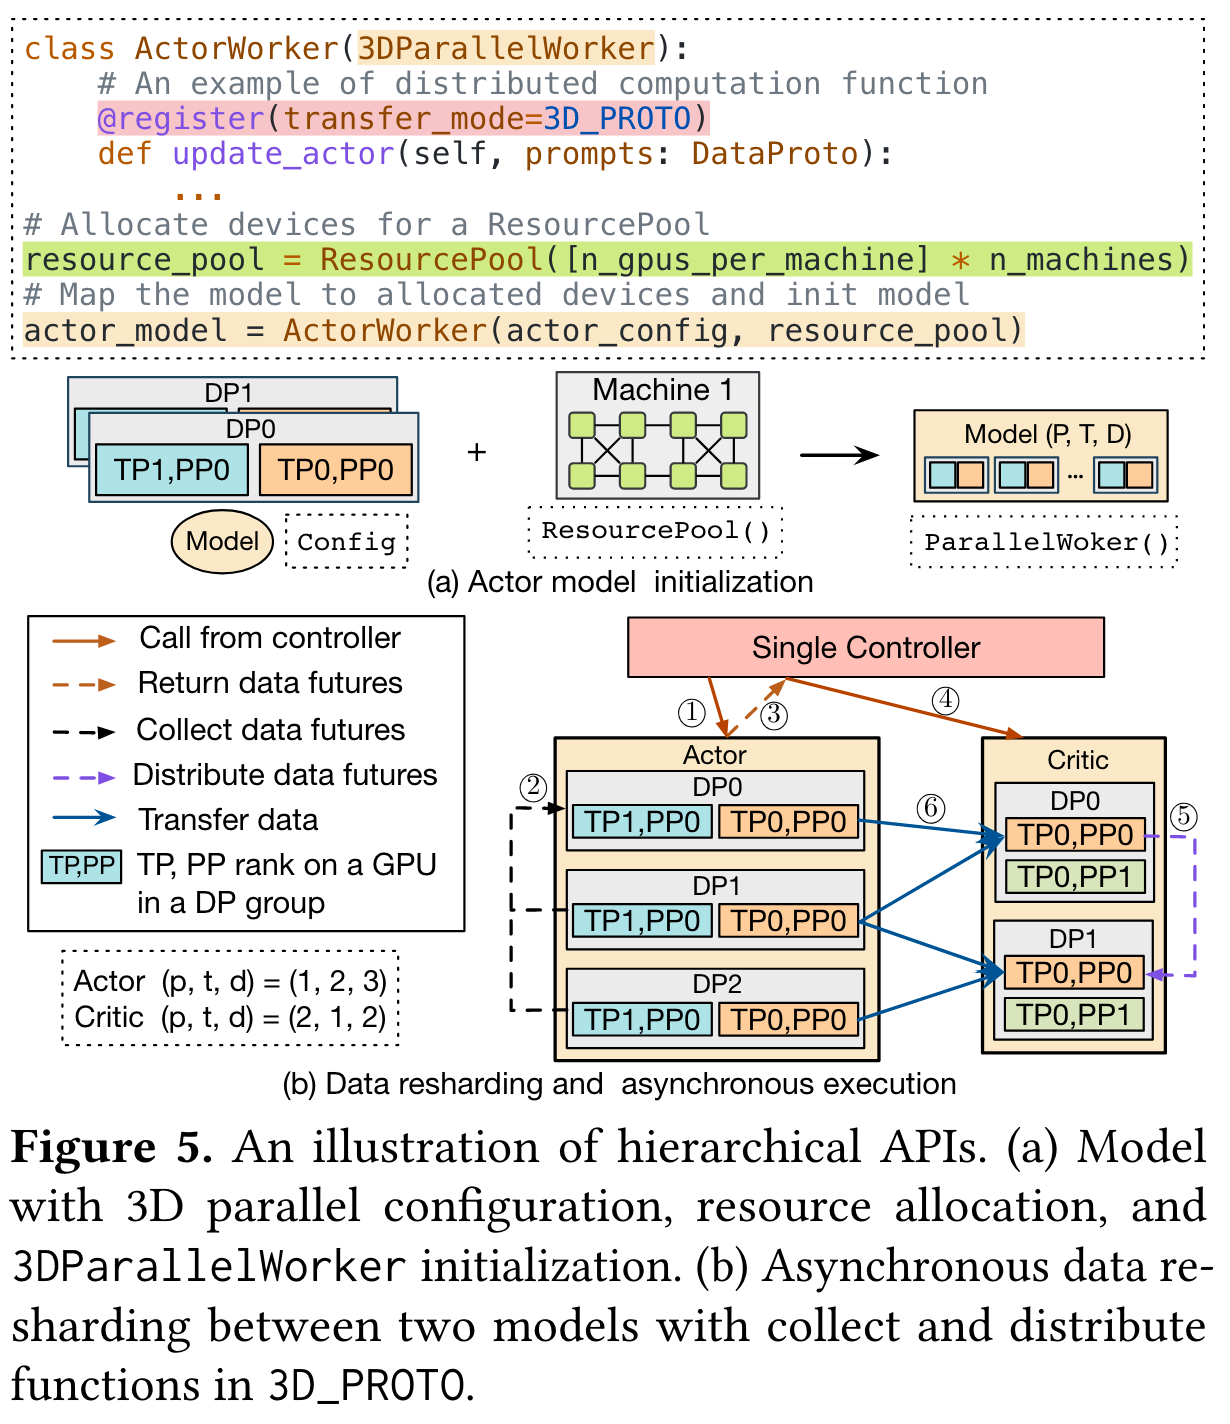 class ActorWorker(3DParallelWorker):
# An example of distributed computation function
@register(transfer_mode=3D_PROTO)
def update_actor(self, prompts: DataProto):
...
# Allocate devices for a ResourcePool
resource_pool = ResourcePool([n_gpus_per_machine] * n_machines)
# Map the model to allocated devices and init model
actor_model = ActorWorker(actor_config, resource_pool)
DP1
DP0
TP1,PP0
TP0,PP0
Model
Config
+
Machine 1
ResourcePool()
Model (P, T, D)
...
ParallelWoker()
(a) Actor model initialization
Call from controller
Return data futures
Collect data futures
Distribute data futures
Transfer data
TP,PP
TP, PP rank on a GPU
in a DP group
Actor (p, t, d) = (1, 2, 3)
Critic (p, t, d) = (2, 1, 2)
Single Controller
①
③
④
Actor
②
DP0
TP1,PP0
TP0,PP0
DP1
TP1,PP0
TP0,PP0
DP2
TP1,PP0
TP0,PP0
⑥
Critic
DP0
TP0,PP0
TP0,PP1
⑤
DP1
TP0,PP0
TP0,PP1
(b) Data resharding and asynchronous execution
Figure 5. An illustration of hierarchical APIs. (a) Model
with 3D parallel configuration, resource allocation, and
3DParallelWorker initialization. (b) Asynchronous data re-
sharding between two models with collect and distribute
functions in 3D_PROTO.